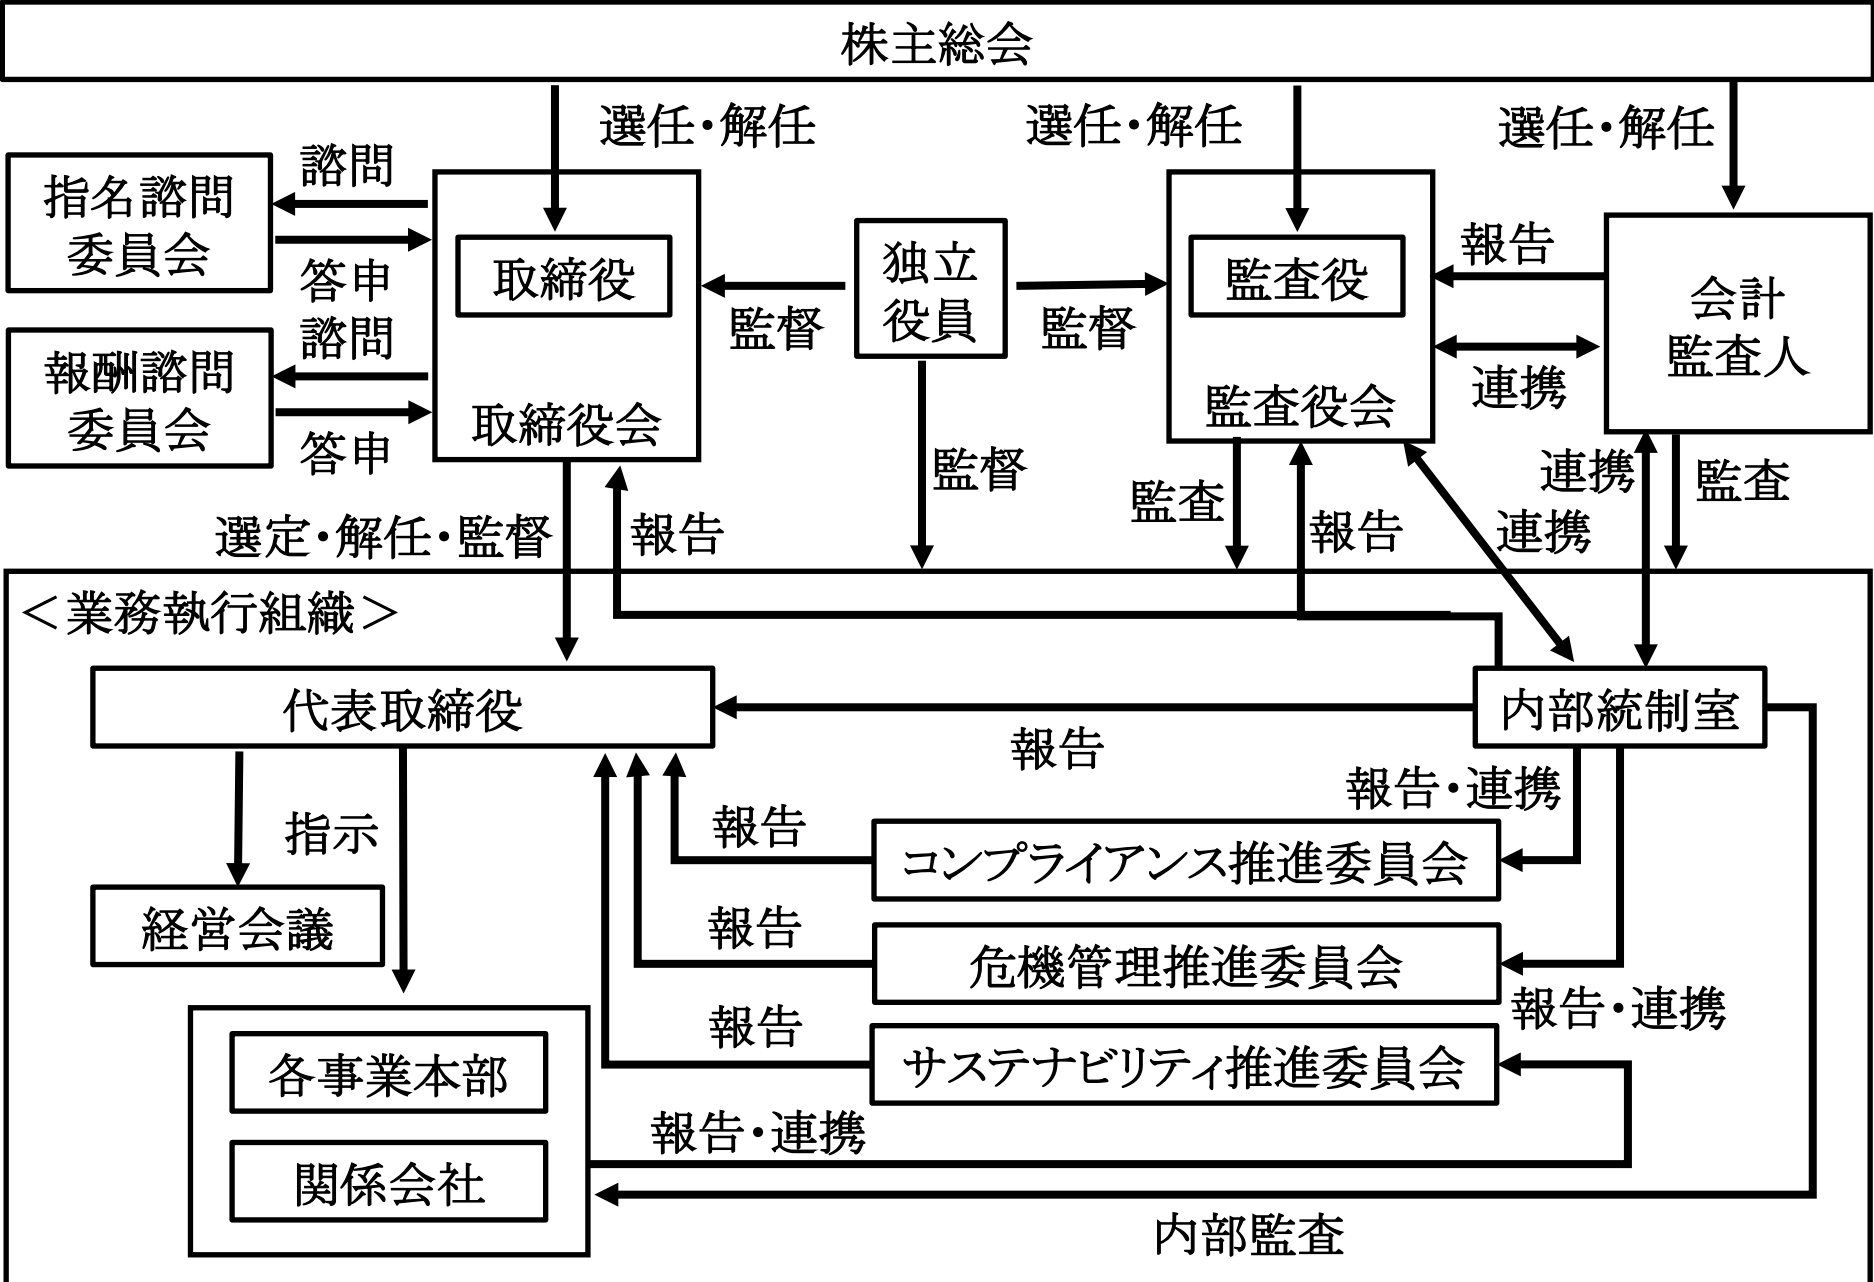 株主総会
選任・解任
選任・解任
選任・解任
指名諮問
委員会
諮問
答申
取締役
取締役会
報酬諮問
委員会
諮問
答申
監督
独立
役員
監督
監督
監査役
監査役会
報告
連携
会計
監査人
選定・解任・監督
報告
監査
報告
連携
連携
監査
＜業務執行組織＞
代表取締役
報告
内部統制室
指示
報告
報告・連携
コンプライアンス推進委員会
経営会議
報告
危機管理推進委員会
報告
報告・連携
サステナビリティ推進委員会
各事業本部
関係会社
報告・連携
内部監査